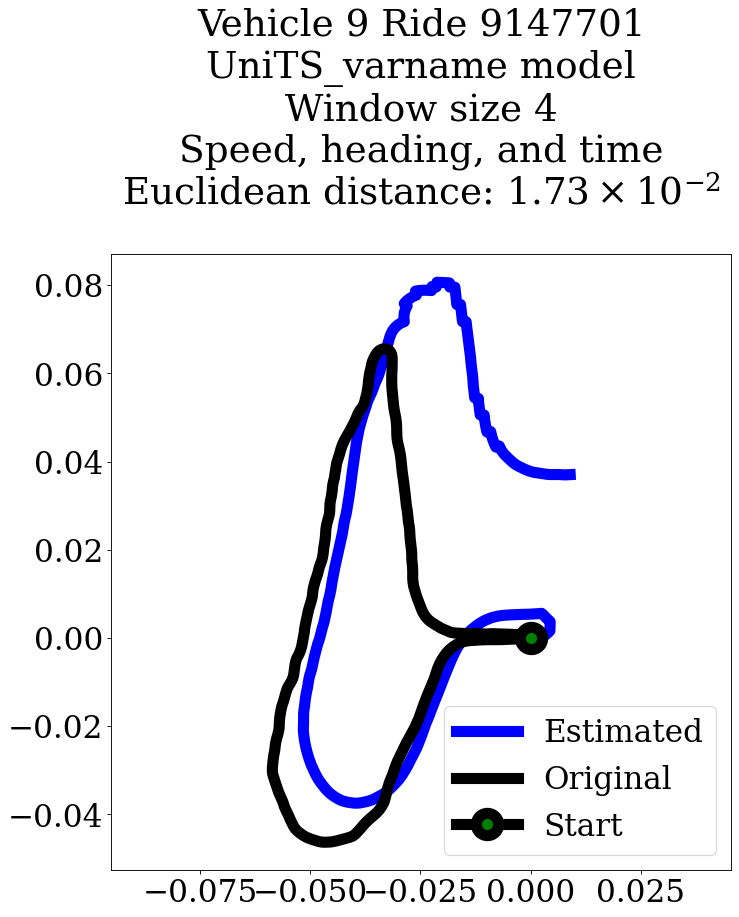 Vehicle 9 Ride 9147701
UniTS_varname model
Window size 4
Speed, heading, and time
Euclidean distance: 1.73 × 10⁻²
0.08
0.06
0.04
0.02
0.00
−0.02
−0.04
Estimated
Original
Start
−0.075 −0.050 −0.025 0.000 0.025